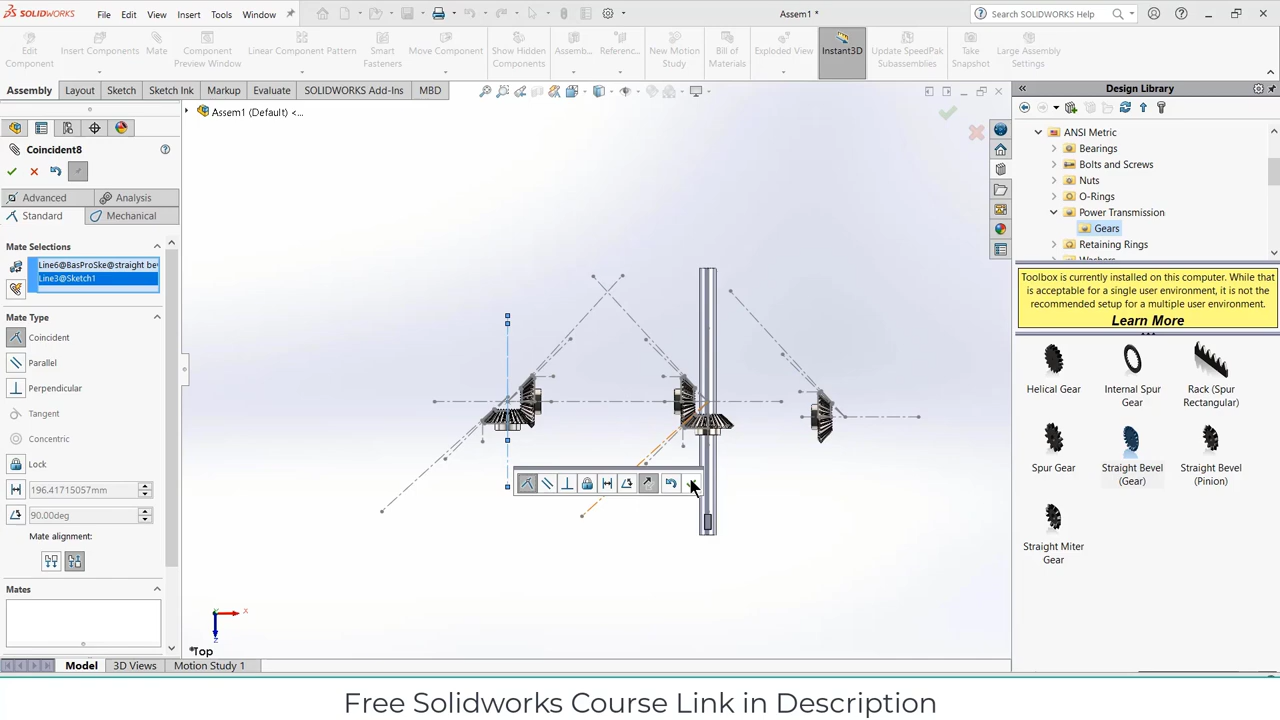 SOLIDWORKS File Edit View Insert Tools Window Assem1 * Search SOLIDWORKS Help
Edit Component
Insert Components
Mate
Component Preview Window
Linear Component Pattern
Smart Fasteners
Move Component
Show Hidden Components
Assemb...
Referenc...
New Motion Study
Bill of Materials
Exploded View
Instant3D
Update SpeedPak Subassemblies
Take Snapshot
Large Assembly Settings
Assembly Layout Sketch Sketch Ink Markup Evaluate SOLIDWORKS Add-Ins MBD
Assem1 (Default) <...
Coincident8
Advanced Analysis
Standard Mechanical
Mate Selections
Line6@BasProSke@straight be
Line3@Sketch1
Mate Type
Coincident
Parallel
Perpendicular
Tangent
Concentric
Lock
196.41715057mm
90.00deg
Mate alignment:
Mates
X
Z
*Top
Model 3D Views Motion Study 1
Design Library
ANSI Metric
Bearings
Bolts and Screws
Nuts
O-Rings
Power Transmission
Gears
Retaining Rings
Toolbox is currently installed on this computer. While that
is acceptable for a single user environment, it is not the
recommended setup for a multiple user environment.
Learn More
Helical Gear
Internal Spur Gear
Rack (Spur Rectangular)
Spur Gear
Straight Bevel (Gear)
Straight Bevel (Pinion)
Straight Miter Gear
Free Solidworks Course Link in Description